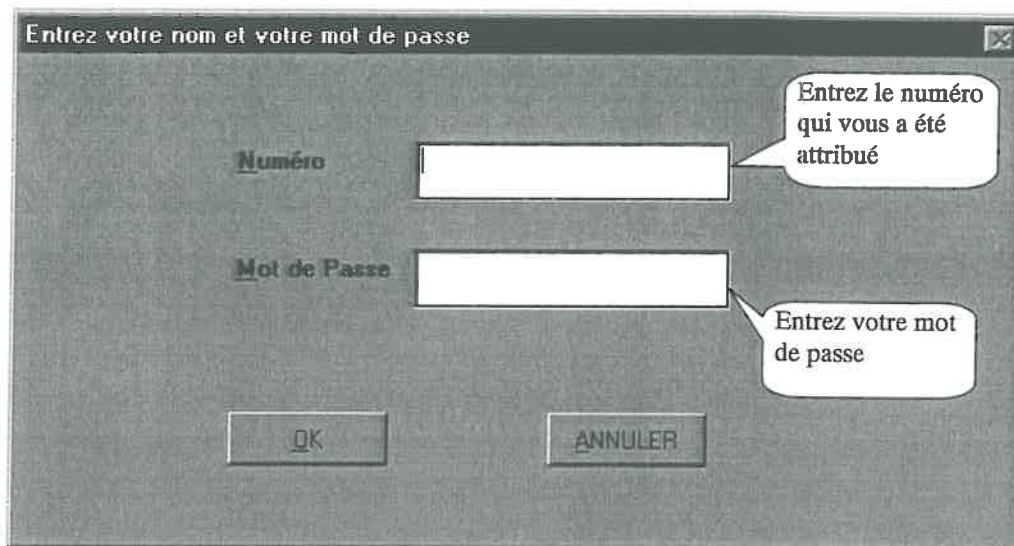 Entrez votre nom et votre mot de passe
Entrez le numéro
qui vous a été
attribué
Numéro
Mot de Passe
Entrez votre mot
de passe
OK
ANNULER